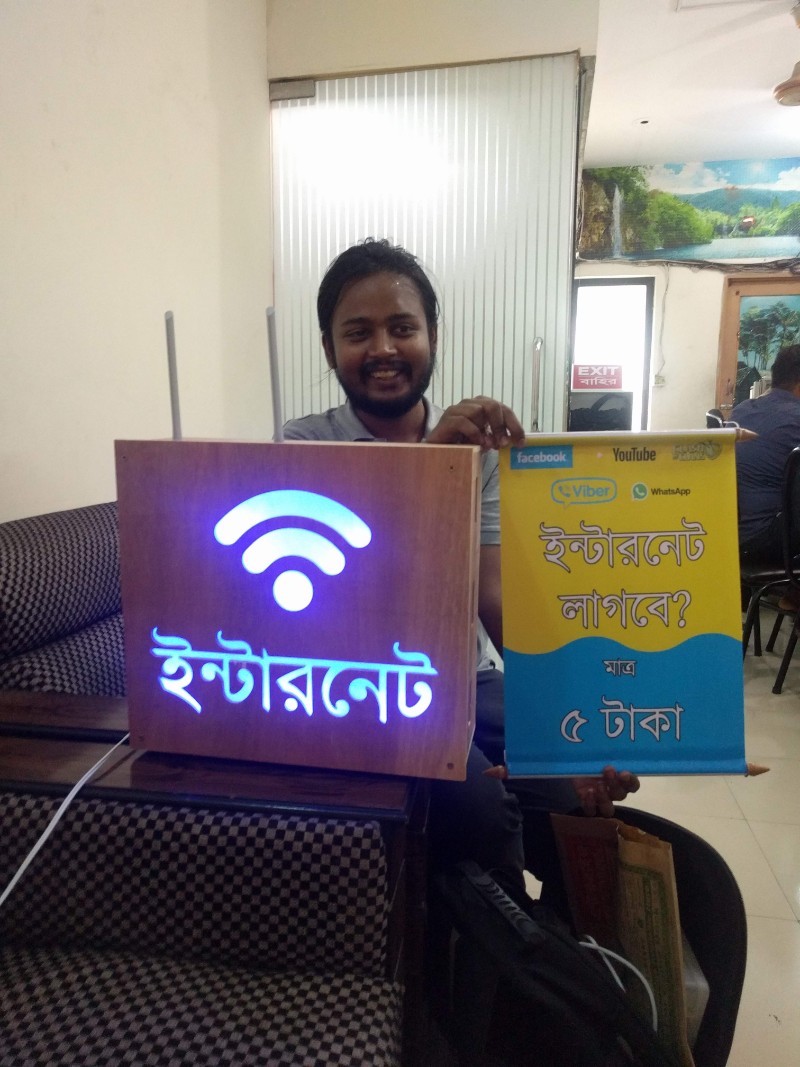 ইন্টারনেট
facebook
YouTube
Viber
WhatsApp
ইন্টারনেট
লাগবে?
মাত্র
৫ টাকা
EXIT
বাহির